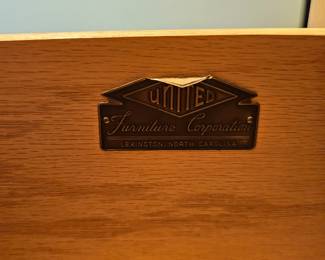 UNITED
Furniture Corporation
LEXINGTON, NORTH CAROLINA